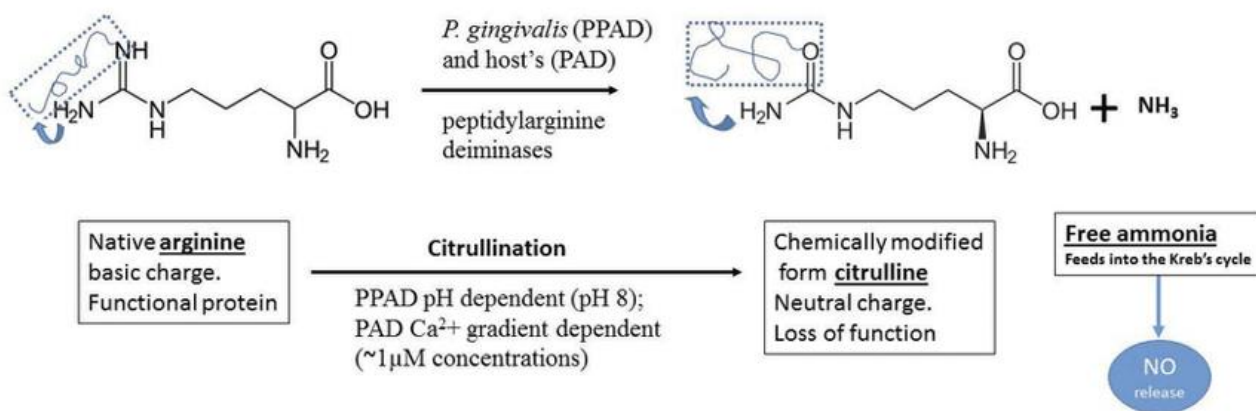 P. gingivalis (PPAD)
and host's (PAD)
peptidylarginine
deiminases
NH
H₂N
N
H
O
OH
NH₂
O
H₂N
N
H
O
OH
NH₂
+ NH₃
Native arginine
basic charge.
Functional protein
Citrullination
PPAD pH dependent (pH 8);
PAD Ca²⁺ gradient dependent
(~1µM concentrations)
Chemically modified
form citrulline
Neutral charge.
Loss of function
Free ammonia
Feeds into the Kreb's cycle
NO
release